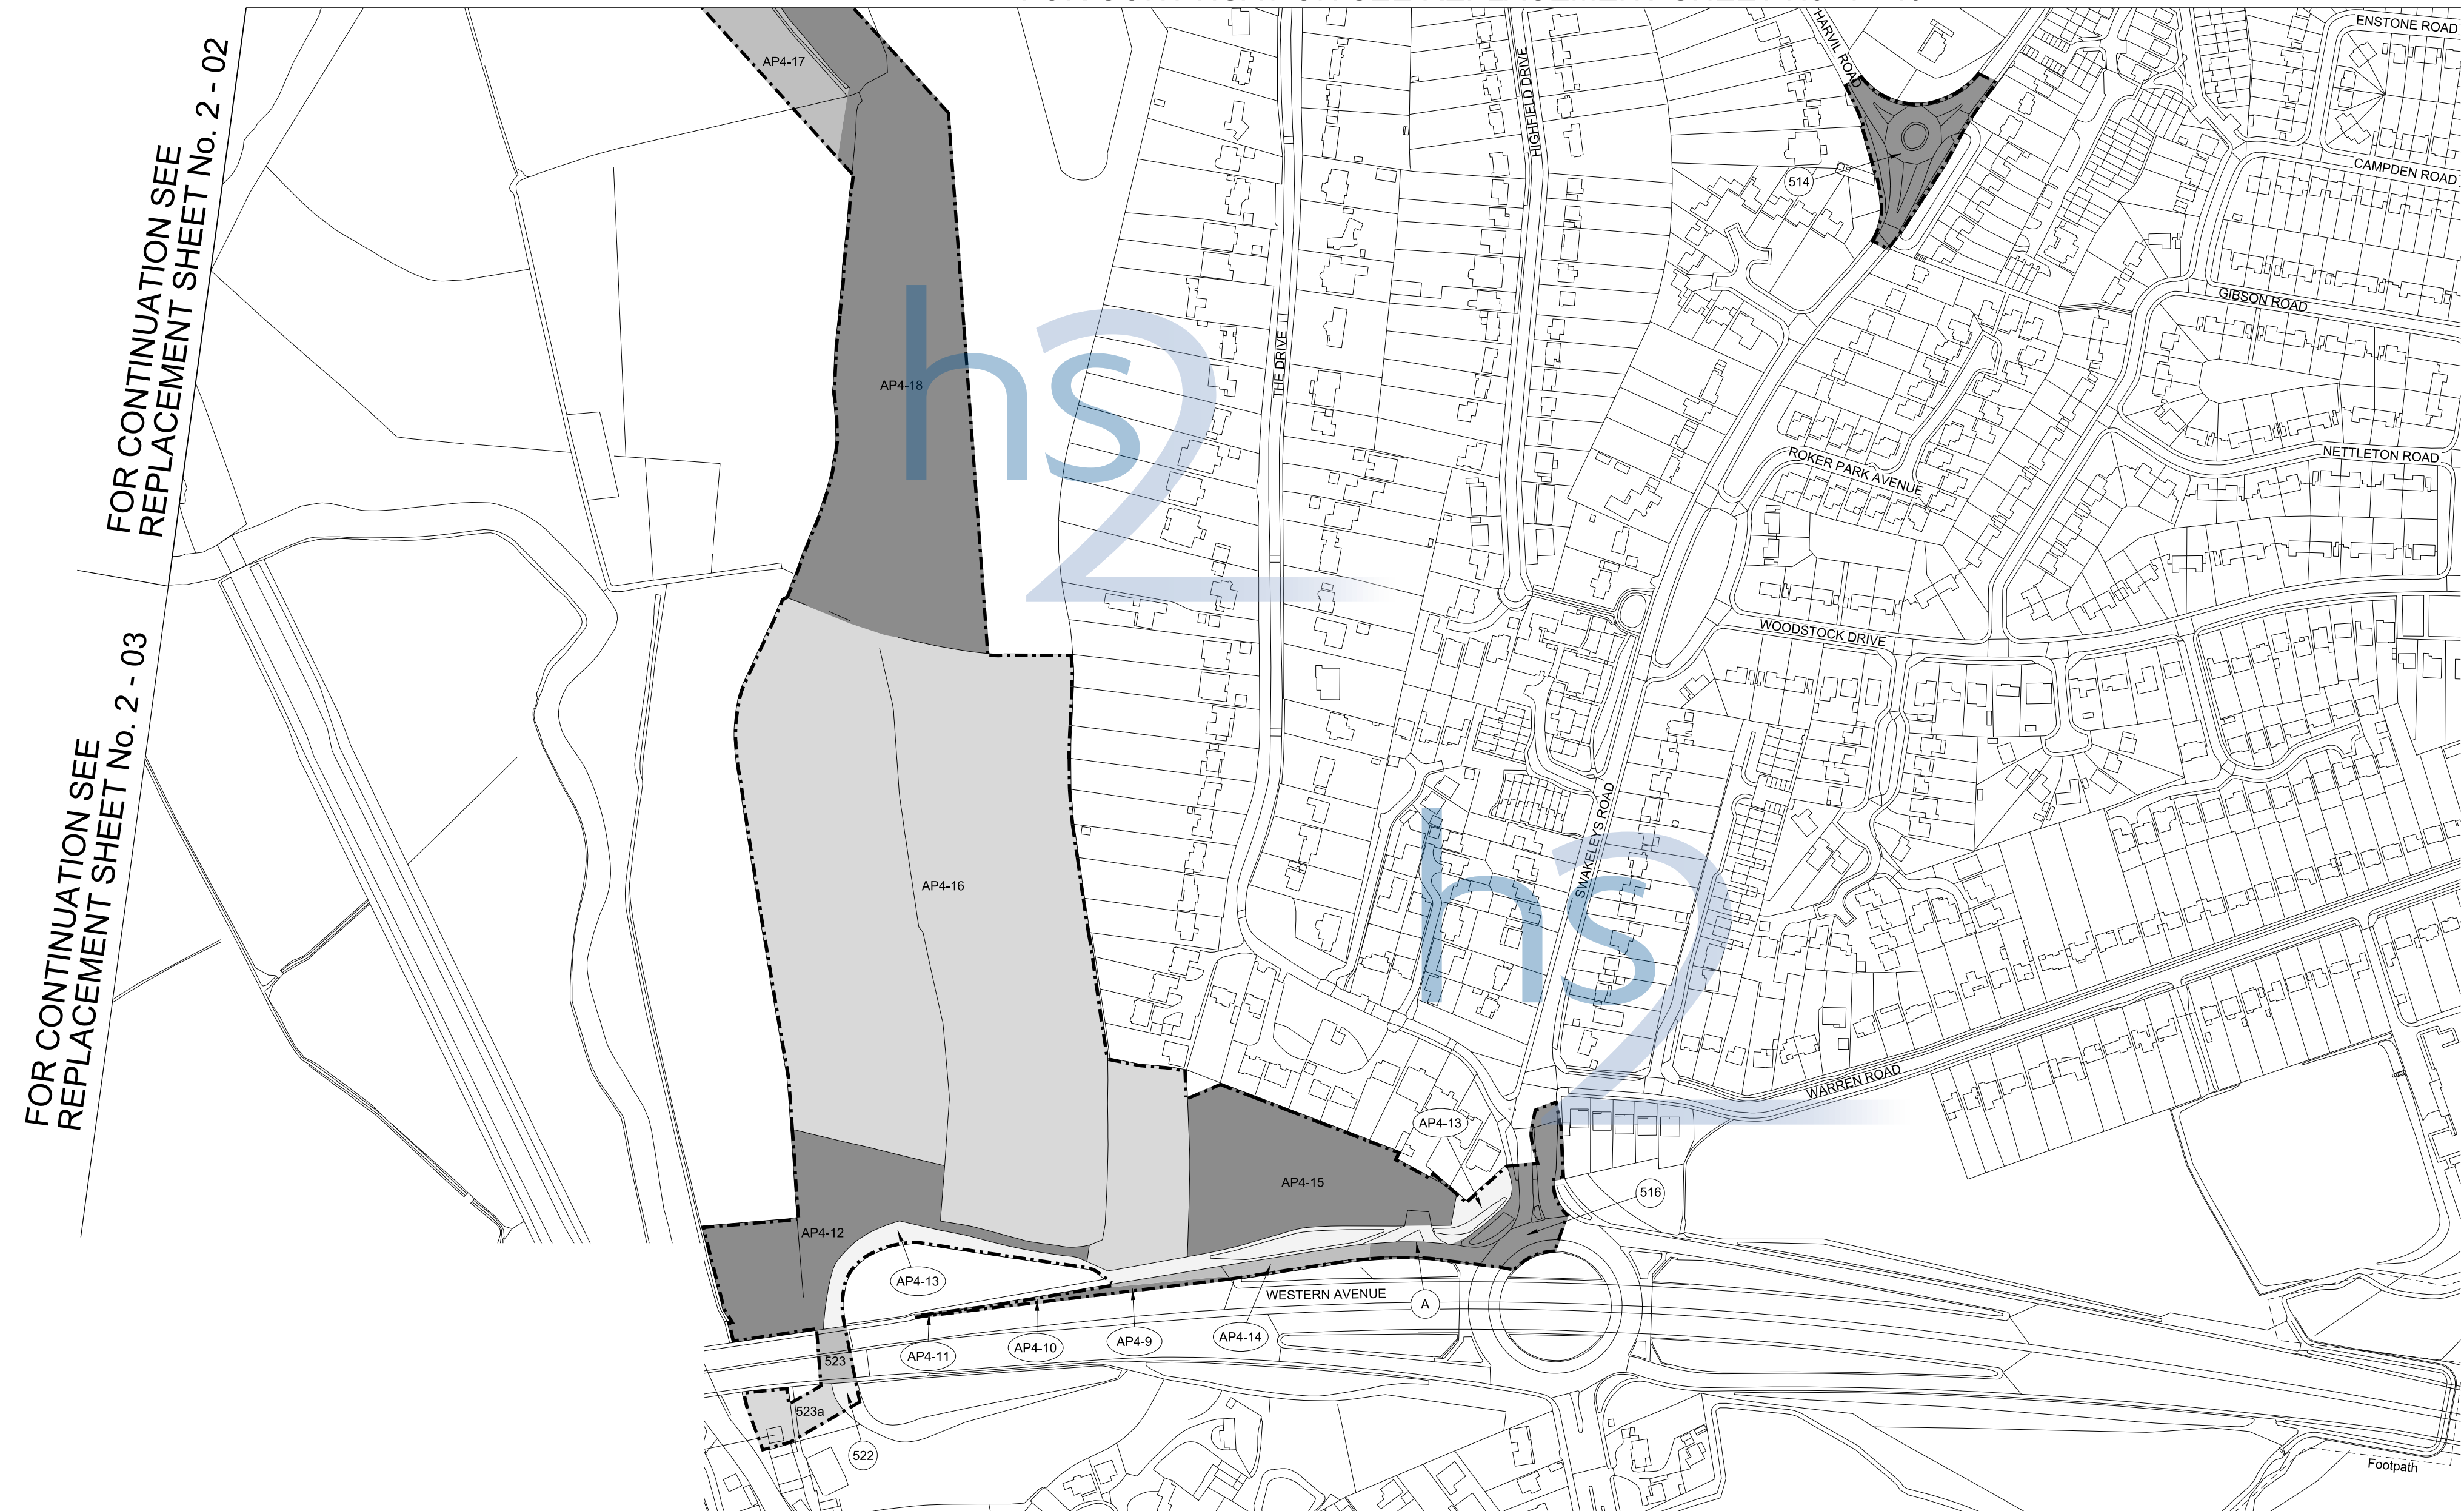 FOR CONTINUATION SEE
REPLACEMENT SHEET No. 2 - 02
FOR CONTINUATION SEE
REPLACEMENT SHEET No. 2 - 03
AP4-17
HARVIL ROAD
ENSTONE ROAD
HIGHFIELD DRIVE
CAMPDEN ROAD
514
GIBSON ROAD
THE DRIVE
AP4-18
hs2
NETTLETON ROAD
ROKER PARK
AVENUE
WOODSTOCK DRIVE
SWAKELEYS ROAD
AP4-16
hs2
WARREN ROAD
AP4-13
AP4-15
516
AP4-12
AP4-13
WESTERN AVENUE
A
AP4-11
AP4-10
AP4-9
AP4-14
523
523a
522
Footpath